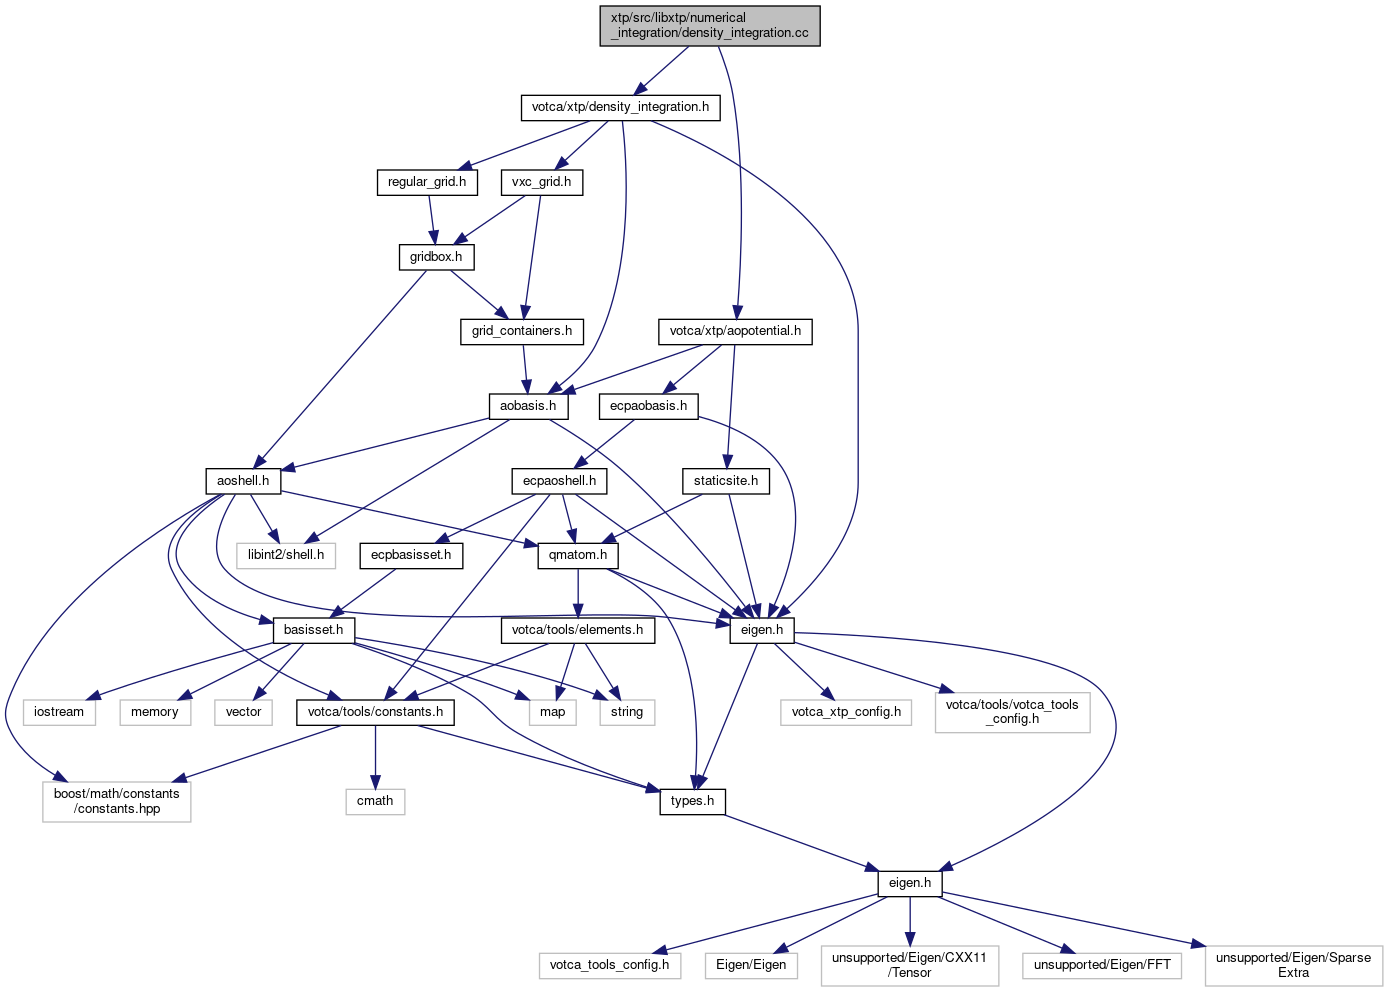 xtp/src/libxtp/numerical
_integration/density_integration.cc
votca/xtp/density_integration.h
regular_grid.h
vxc_grid.h
gridbox.h
grid_containers.h
votca/xtp/aopotential.h
aobasis.h
ecpaobasis.h
aoshell.h
ecpaoshell.h
staticsite.h
libint2/shell.h
ecpbasisset.h
qmatom.h
basisset.h
votca/tools/elements.h
eigen.h
iostream
memory
vector
votca/tools/constants.h
map
string
votca_xtp_config.h
votca/tools/votca_tools
_config.h
boost/math/constants
/constants.hpp
cmath
types.h
eigen.h
votca_tools_config.h
Eigen/Eigen
unsupported/Eigen/CXX11
/Tensor
unsupported/Eigen/FFT
unsupported/Eigen/Sparse
Extra